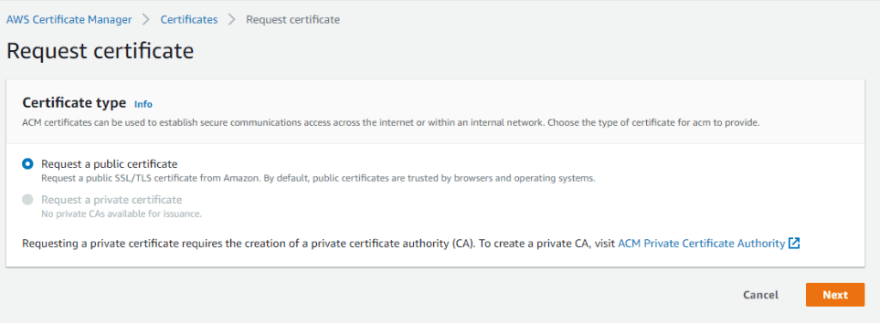 AWS Certificate Manager > Certificates > Request certificate
Request certificate
Certificate type Info
ACM certificates can be used to establish secure communications access across the internet or within an internal network. Choose the type of certificate for acm to provide.
Request a public certificate
Request a public SSL/TLS certificate from Amazon. By default, public certificates are trusted by browsers and operating systems.
Request a private certificate
No private CAs available for issuance.
Requesting a private certificate requires the creation of a private certificate authority (CA). To create a private CA, visit ACM Private Certificate Authority
Cancel Next